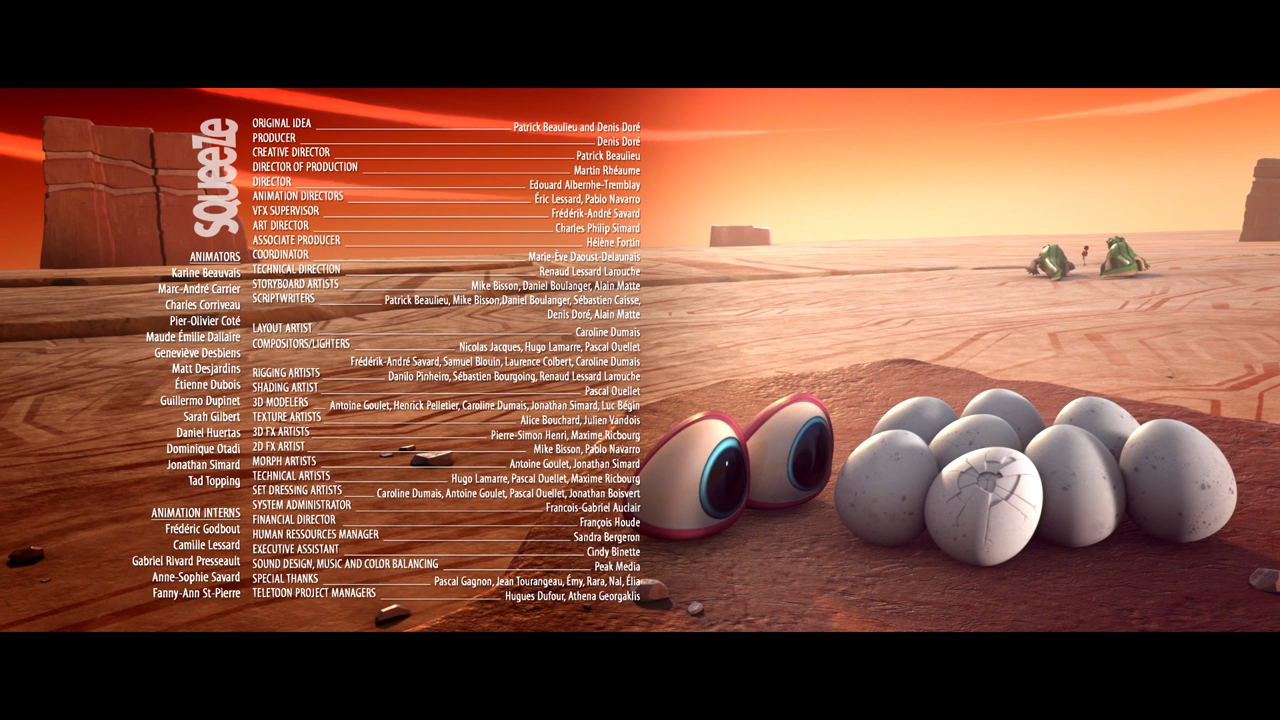 squeeze
ORIGINAL IDEA Patrick Beaulieu and Denis Doré
PRODUCER Denis Doré
CREATIVE DIRECTOR Patrick Beaulieu
DIRECTOR OF PRODUCTION Martin Rhéaume
DIRECTOR Edouard Albernhe-Tremblay
ANIMATION DIRECTORS Éric Lessard, Pablo Navarro
VFX SUPERVISOR Frédérik-André Savard
ART DIRECTOR Charles Philip Simard
ASSOCIATE PRODUCER Hélène Fortin
COORDINATOR Marie-Ève Daoust-Delaunais
TECHNICAL DIRECTION Renaud Lessard Larouche
STORYBOARD ARTISTS Mike Bisson, Daniel Boulanger, Alain Matte
SCRIPTWRITERS Patrick Beaulieu, Mike Bisson,Daniel Boulanger, Sébastien Caisse,
Denis Doré, Alain Matte
LAYOUT ARTIST Caroline Dumais
COMPOSITORS/LIGHTERS Nicolas Jacques, Hugo Lamarre, Pascal Ouellet
Frédérik-André Savard, Samuel Blouin, Laurence Colbert, Caroline Dumais
RIGGING ARTISTS Danilo Pinheiro, Sébastien Bourgoing, Renaud Lessard Larouche
SHADING ARTIST Pascal Ouellet
3D MODELERS Antoine Goulet, Henrick Pelletier, Caroline Dumais, Jonathan Simard, Luc Bégin
TEXTURE ARTISTS Alice Bouchard, Julien Vandois
3D FX ARTISTS Pierre-Simon Henri, Maxime Ricbourg
2D FX ARTIST Mike Bisson, Pablo Navarro
MORPH ARTISTS Antoine Goulet, Jonathan Simard
TECHNICAL ARTISTS Hugo Lamarre, Pascal Ouellet, Maxime Ricbourg
SET DRESSING ARTISTS Caroline Dumais, Antoine Goulet, Pascal Ouellet, Jonathan Boisvert
SYSTEM ADMINISTRATOR Francois-Gabriel Auclair
FINANCIAL DIRECTOR François Houde
HUMAN RESSOURCES MANAGER Sandra Bergeron
EXECUTIVE ASSISTANT Cindy Binette
SOUND DESIGN, MUSIC AND COLOR BALANCING Peak Media
SPECIAL THANKS Pascal Gagnon, Jean Tourangeau, Émy, Rara, Nal, Élia
TELETOON PROJECT MANAGERS Hugues Dufour, Athena Georgaklis
ANIMATORS
Karine Beauvais
Marc-André Carrier
Charles Corriveau
Pier-Olivier Coté
Maude Émilie Dallaire
Geneviève Desbiens
Matt Desjardins
Étienne Dubois
Guillermo Dupinet
Sarah Gilbert
Daniel Huertas
Dominique Otadi
Jonathan Simard
Tad Topping
ANIMATION INTERNS
Frédéric Godbout
Camille Lessard
Gabriel Rivard Presseault
Anne-Sophie Savard
Fanny-Ann St-Pierre